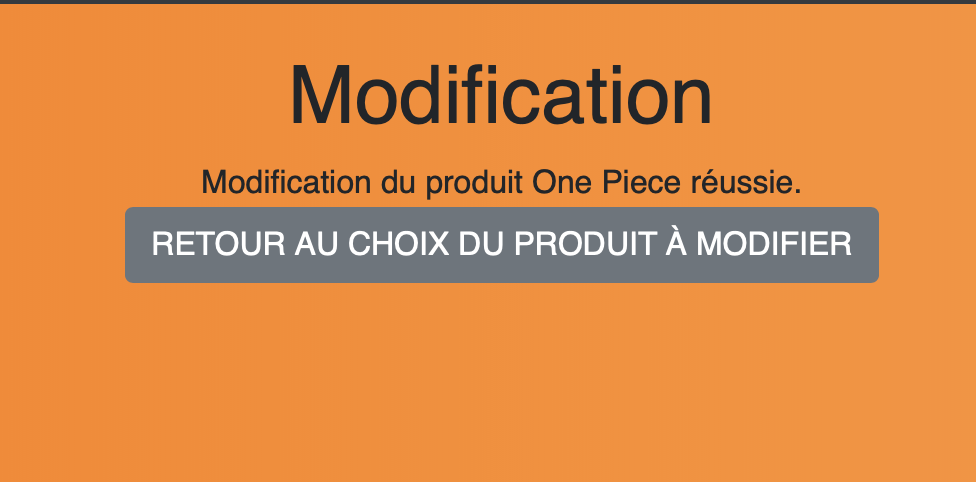 Modification
Modification du produit One Piece réussie.
RETOUR AU CHOIX DU PRODUIT À MODIFIER